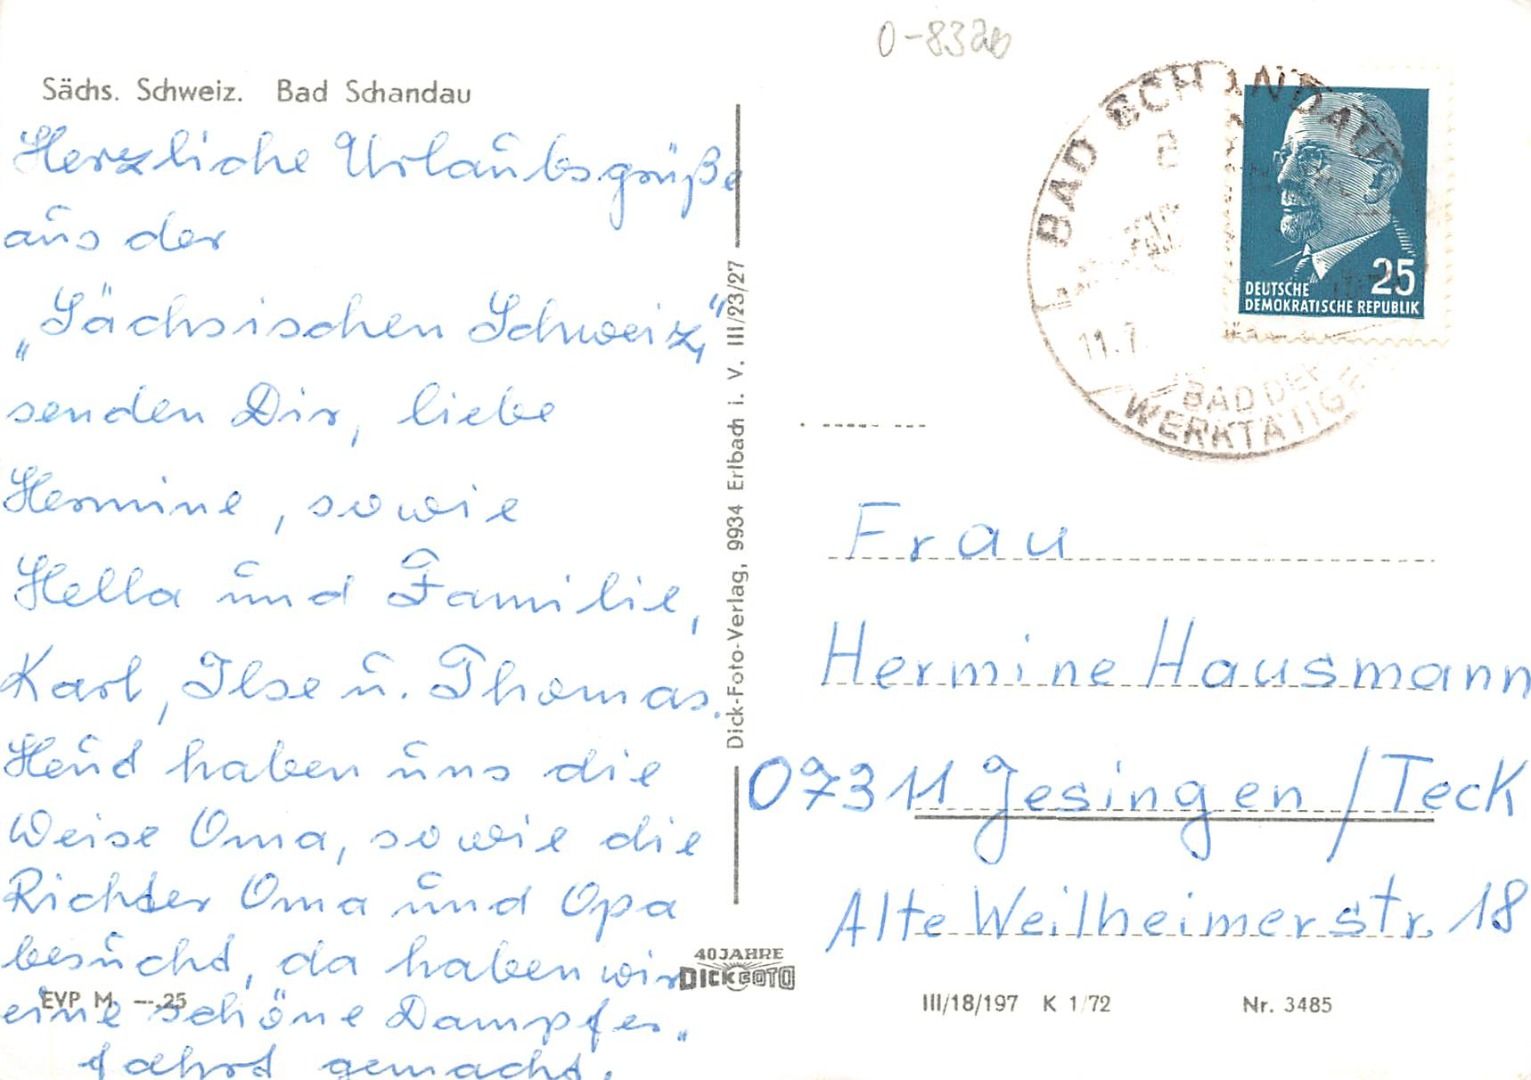 0-8320
Sächs. Schweiz. Bad Schandau
Herzliche Urlaubsgrüße
aus der
„Sächsischen Schweiz“,
senden Dir, liebe
Hermine, sowie
Hella und Familie,
Karl, Ilse u. Thomas.
Heut haben uns die
Weise Oma, sowie die
Richter Oma und Opa
besucht, da haben wir
eine schöne Dampfer„
fahrt gemacht.
EVP M --.25
Dick-Foto-Verlag, 9934 Erlbach i. V. III/23/27
40 JAHRE
DICK FOTO
BAD SCHANDAU
11.7.
BAD DER
WERKTÄTIGEN
25
DEUTSCHE
DEMOKRATISCHE REPUBLIK
Frau
Hermine Hausmann
07311 Jesingen/Teck
Alte Weilheimerstr. 18
III/18/197 K 1/72 Nr. 3485